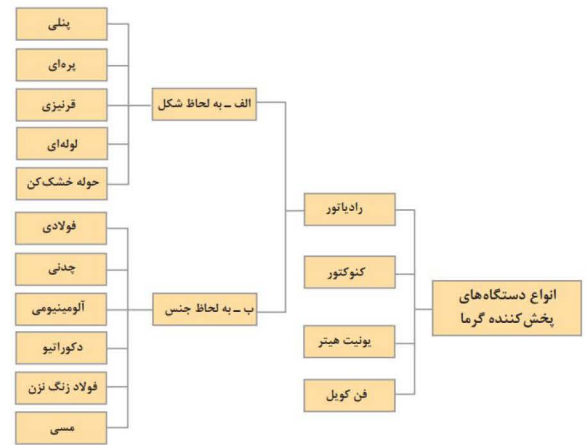 انواع دستگاه‌های
پخش‌کننده گرما
رادیاتور
کنوکتور
یونیت هیتر
فن کویل
الف ـ به لحاظ شکل
پنلی
پره‌ای
قرنیزی
لوله‌ای
حوله خشک‌کن
ب ـ به لحاظ جنس
فولادی
چدنی
آلومینیومی
دکوراتیو
فولاد زنگ نزن
مسی